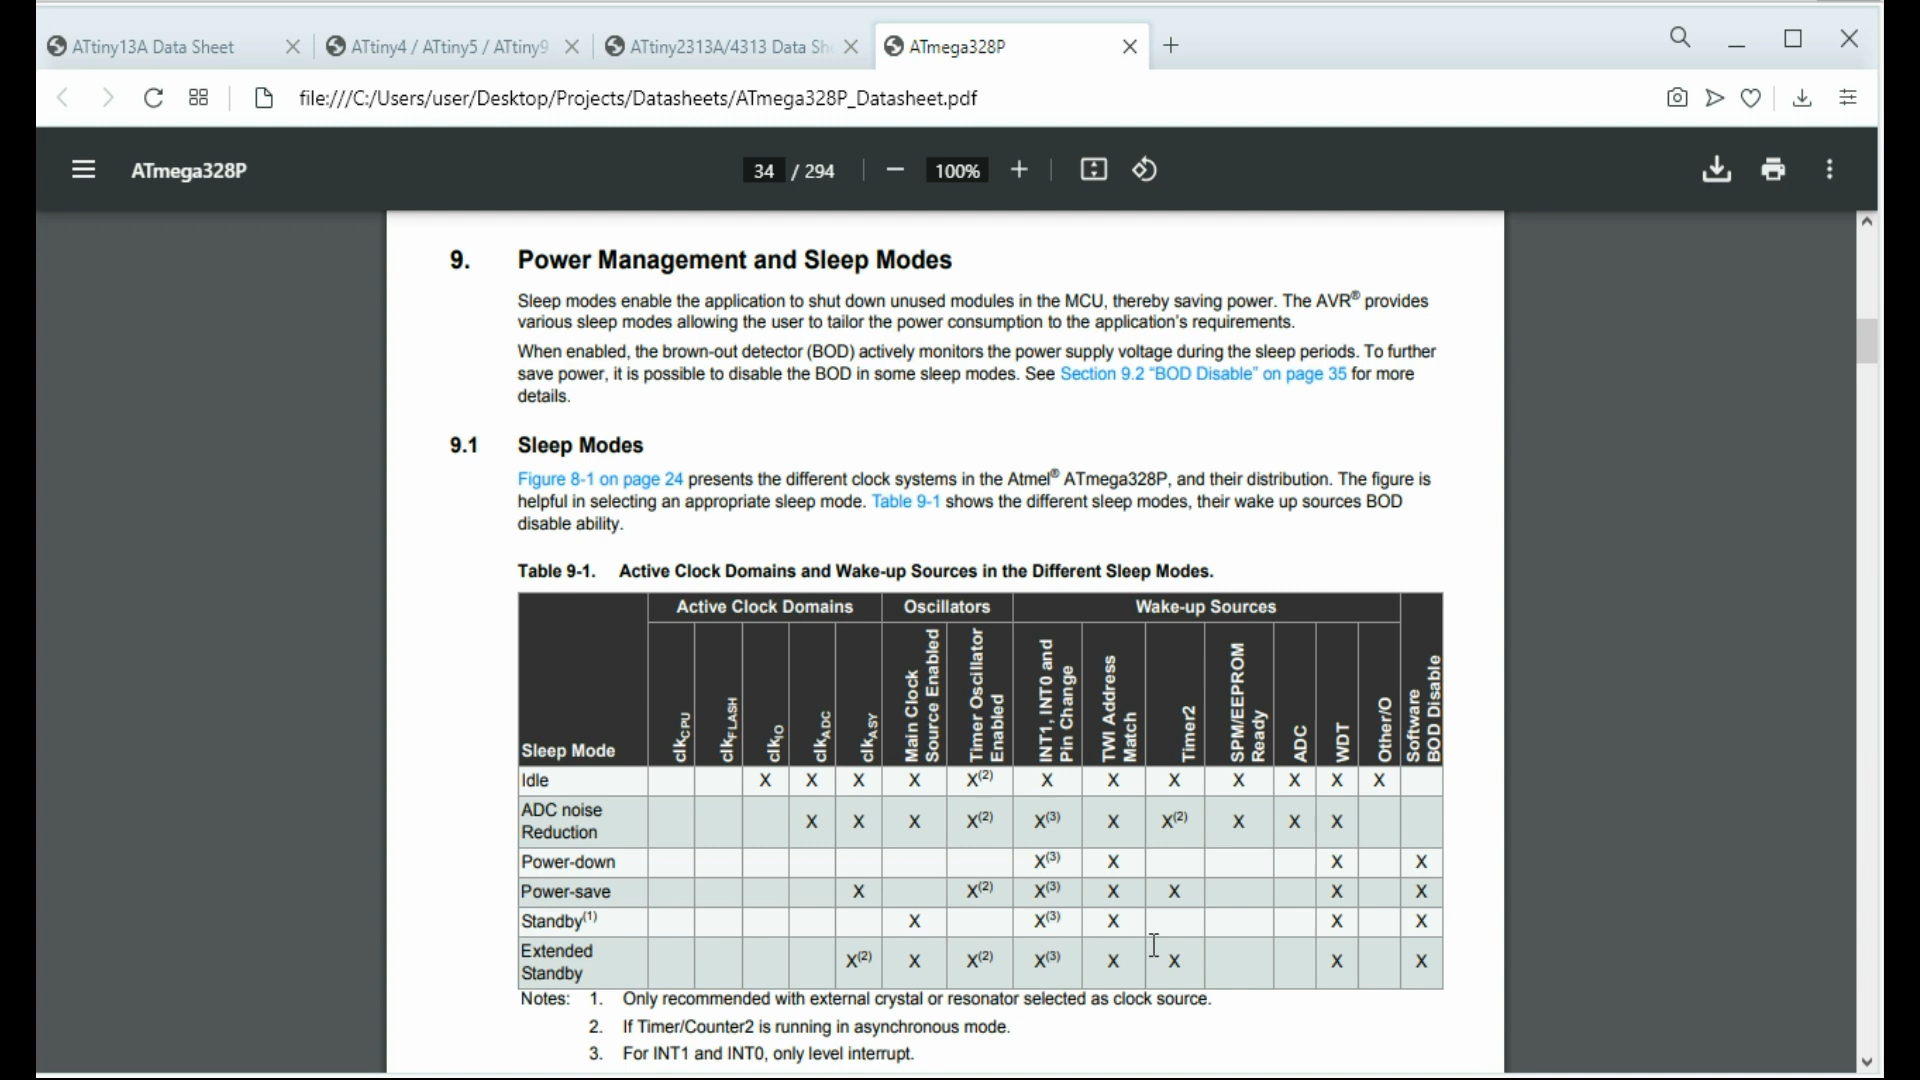 ATtiny13A Data Sheet
ATtiny4 / ATtiny5 / ATtiny9
ATtiny2313A/4313 Data Sh
ATmega328P
file:///C:/Users/user/Desktop/Projects/Datasheets/ATmega328P_Datasheet.pdf
ATmega328P
34 / 294
100%
9. Power Management and Sleep Modes
Sleep modes enable the application to shut down unused modules in the MCU, thereby saving power. The AVR® provides
various sleep modes allowing the user to tailor the power consumption to the application's requirements.
When enabled, the brown-out detector (BOD) actively monitors the power supply voltage during the sleep periods. To further
save power, it is possible to disable the BOD in some sleep modes. See Section 9.2 "BOD Disable" on page 35 for more
details.
9.1 Sleep Modes
Figure 8-1 on page 24 presents the different clock systems in the Atmel® ATmega328P, and their distribution. The figure is
helpful in selecting an appropriate sleep mode. Table 9-1 shows the different sleep modes, their wake up sources BOD
disable ability.
Table 9-1. Active Clock Domains and Wake-up Sources in the Different Sleep Modes.
Active Clock Domains Oscillators Wake-up Sources
Sleep Mode
clkCPU
clkFLASH
clkIO
clkADC
clkASY
Main Clock
Source Enabled
Timer Oscillator
Enabled
INT1, INT0 and
Pin Change
TWI Address
Match
Timer2
SPM/EEPROM
Ready
ADC
WDT
Other/O
Software
BOD Disable
Idle X X X X X(2) X X X X X X X
ADC noise
Reduction X X X X(2) X(3) X X(2) X X X
Power-down X(3) X X X
Power-save X X(2) X(3) X X X X
Standby(1) X X(3) X X X
Extended
Standby X(2) X X(2) X(3) X X X X
Notes: 1. Only recommended with external crystal or resonator selected as clock source.
2. If Timer/Counter2 is running in asynchronous mode.
3. For INT1 and INT0, only level interrupt.